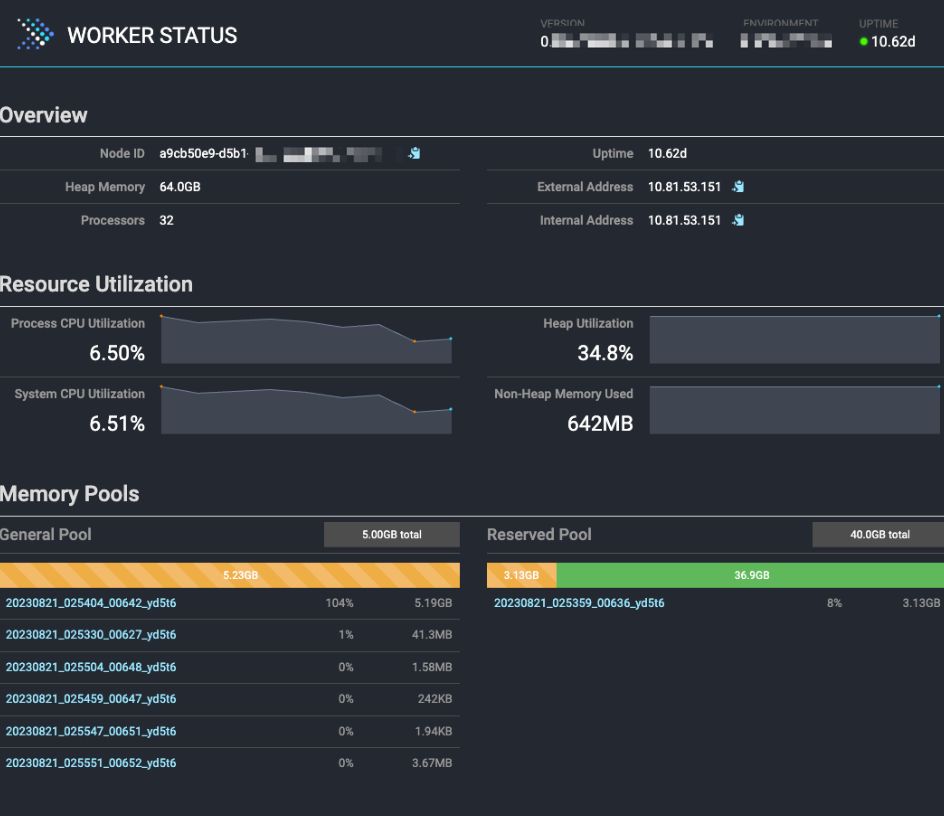 WORKER STATUS
VERSION
0.
ENVIRONMENT
UPTIME
10.62d
Overview
Node ID a9cb50e9-d5b1-
Uptime 10.62d
Heap Memory 64.0GB
External Address 10.81.53.151
Processors 32
Internal Address 10.81.53.151
Resource Utilization
Process CPU Utilization
6.50%
Heap Utilization
34.8%
System CPU Utilization
6.51%
Non-Heap Memory Used
642MB
Memory Pools
General Pool 5.00GB total
5.23GB
20230821_025404_00642_yd5t6 104% 5.19GB
20230821_025330_00627_yd5t6 1% 41.3MB
20230821_025504_00648_yd5t6 0% 1.58MB
20230821_025459_00647_yd5t6 0% 242KB
20230821_025547_00651_yd5t6 0% 1.94KB
20230821_025551_00652_yd5t6 0% 3.67MB
Reserved Pool 40.0GB total
3.13GB 36.9GB
20230821_025359_00636_yd5t6 8% 3.13GB